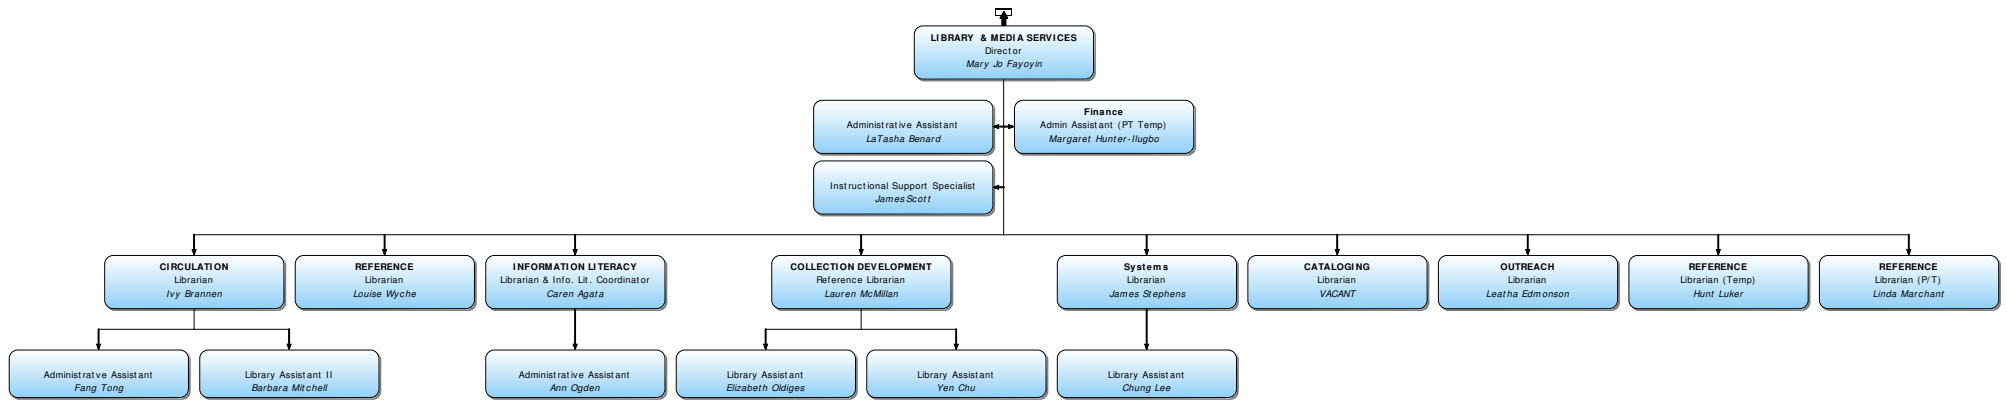 LIBRARY & MEDIA SERVICES
Director
Mary Jo Fayoyin
Administrative Assistant
LaTasha Benard
Finance
Admin Assistant (PT Temp)
Margaret Hunter-Ilugbo
Instructional Support Specialist
James Scott
CIRCULATION
Librarian
Ivy Brannen
REFERENCE
Librarian
Louise Wyche
INFORMATION LITERACY
Librarian & Info. Lit. Coordinator
Caren Agata
COLLECTION DEVELOPMENT
Reference Librarian
Lauren McMillan
Systems
Librarian
James Stephens
CATALOGING
Librarian
VACANT
OUTREACH
Librarian
Leatha Edmonson
REFERENCE
Librarian (Temp)
Hunt Luker
REFERENCE
Librarian (P/T)
Linda Marchant
Administratve Assistant
Fang Tong
Library Assistant II
Barbara Mitchell
Administrative Assistant
Ann Ogden
Library Assistant
Elizabeth Oldiges
Library Assistant
Yen Chu
Library Assistant
Chung Lee